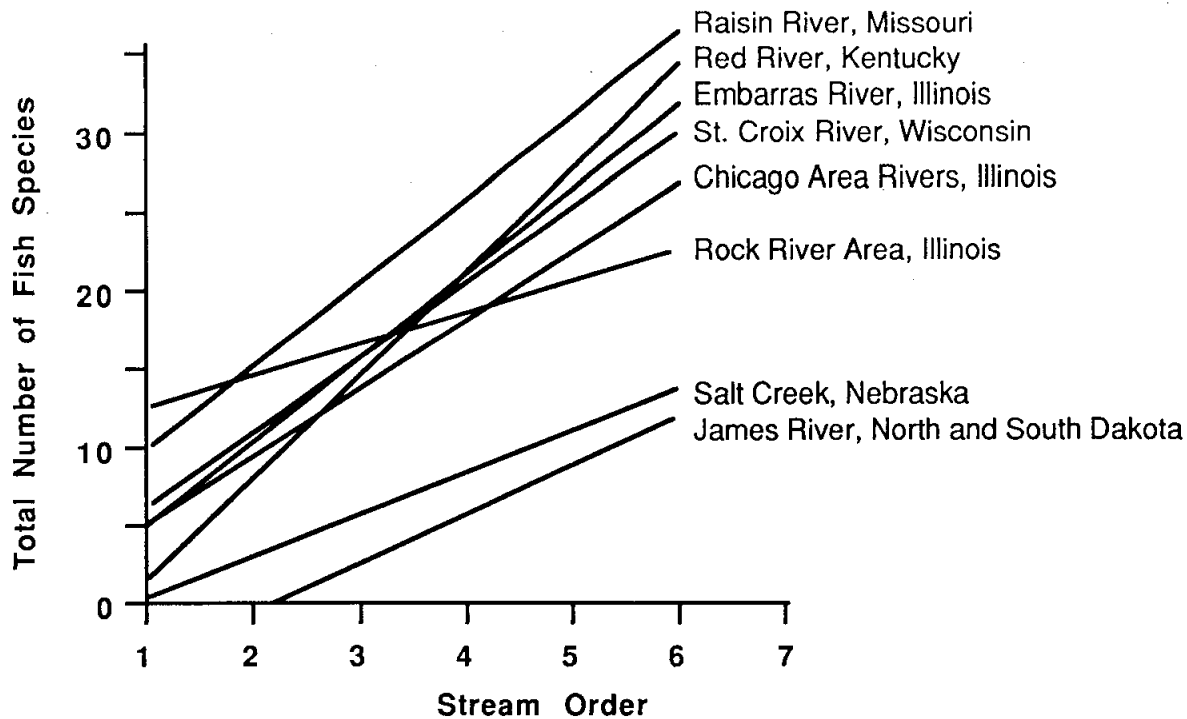 Total Number of Fish Species
30
20
10
0
1 2 3 4 5 6 7
Stream Order
Raisin River, Missouri
Red River, Kentucky
Embarras River, Illinois
St. Croix River, Wisconsin
Chicago Area Rivers, Illinois
Rock River Area, Illinois
Salt Creek, Nebraska
James River, North and South Dakota